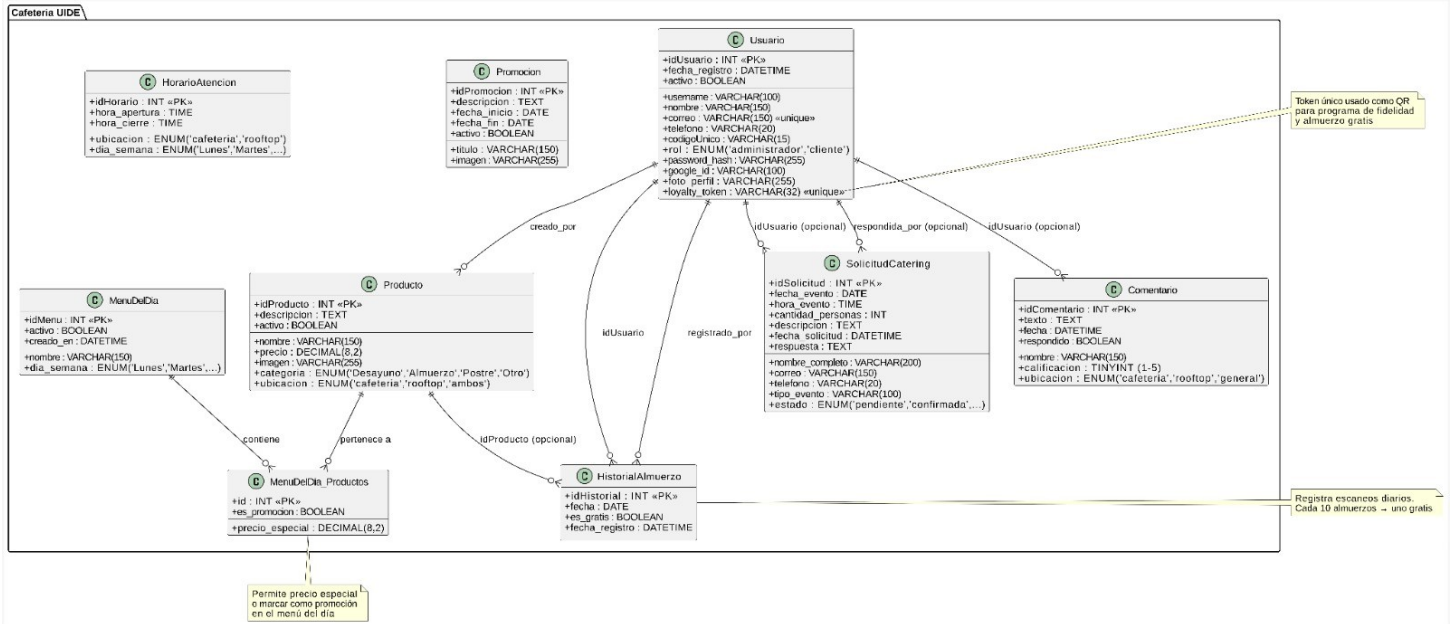 Cafeteria UIDE
C Usuario
+idUsuario : INT «PK»
+fecha_registro : DATETIME
+activo : BOOLEAN
+username : VARCHAR(100)
+nombre : VARCHAR(150)
+correo : VARCHAR(150) «unique»
+telefono : VARCHAR(20)
+codigoUnico : VARCHAR(15)
+rol : ENUM('administrador','cliente')
+password_hash : VARCHAR(255)
+google_id : VARCHAR(100)
+foto_perfil : VARCHAR(255)
+loyalty_token : VARCHAR(32) «unique»
C HorarioAtencion
+idHorario : INT «PK»
+hora_apertura : TIME
+hora_cierre : TIME
+ubicacion : ENUM('cafeteria','rooftop')
+dia_semana : ENUM('Lunes','Martes',...)
C Promocion
+idPromocion : INT «PK»
+descripcion : TEXT
+fecha_inicio : DATE
+fecha_fin : DATE
+activo : BOOLEAN
+titulo : VARCHAR(150)
+imagen : VARCHAR(255)
Token único usado como QR
para programa de fidelidad
y almuerzo gratis
creado_por
idUsuario (opcional)
respondida_por (opcional)
idUsuario (opcional)
C MenuDelDia
+idMenu : INT «PK»
+activo : BOOLEAN
+creado_en : DATETIME
+nombre : VARCHAR(150)
+dia_semana : ENUM('Lunes','Martes',...)
C Producto
+idProducto : INT «PK»
+descripcion : TEXT
+activo : BOOLEAN
+nombre : VARCHAR(150)
+precio : DECIMAL(8,2)
+imagen : VARCHAR(255)
+categoria : ENUM('Desayuno','Almuerzo','Postre','Otro')
+ubicacion : ENUM('cafeteria','rooftop','ambos')
idUsuario
registrado_por
C SolicitudCatering
+idSolicitud : INT «PK»
+fecha_evento : DATE
+hora_evento : TIME
+cantidad_personas : INT
+descripcion : TEXT
+fecha_solicitud : DATETIME
+respuesta : TEXT
+nombre_completo : VARCHAR(200)
+correo : VARCHAR(150)
+telefono : VARCHAR(20)
+tipo_evento : VARCHAR(100)
+estado : ENUM('pendiente','confirmada',...)
C Comentario
+idComentario : INT «PK»
+texto : TEXT
+fecha : DATETIME
+respondido : BOOLEAN
+nombre : VARCHAR(150)
+calificacion : TINYINT (1-5)
+ubicacion : ENUM('cafeteria','rooftop','general')
contiene
pertenece a
idProducto (opcional)
C MenuDelDia_Productos
+id : INT «PK»
+es_promocion : BOOLEAN
+precio_especial : DECIMAL(8,2)
C HistorialAlmuerzo
+idHistorial : INT «PK»
+fecha : DATE
+es_gratis : BOOLEAN
+fecha_registro : DATETIME
Registra escaneos diarios.
Cada 10 almuerzos → uno gratis
Permite precio especial
o marcar como promoción
en el menú del día